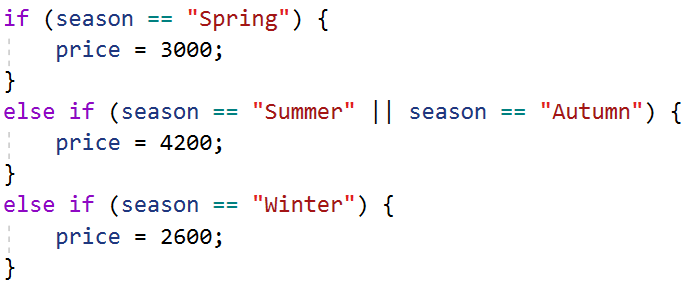 if (season == "Spring") {
    price = 3000;
}
else if (season == "Summer" || season == "Autumn") {
    price = 4200;
}
else if (season == "Winter") {
    price = 2600;
}